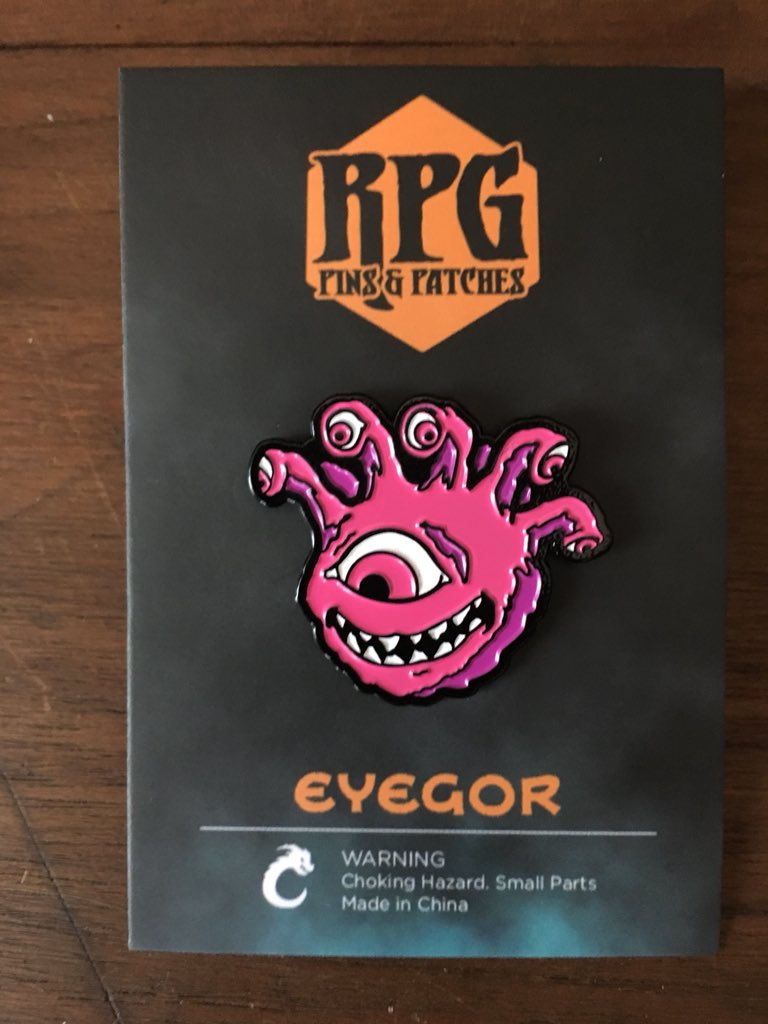 RPG
PINS & PATCHES
EYEGOR
WARNING
Choking Hazard. Small Parts
Made in China